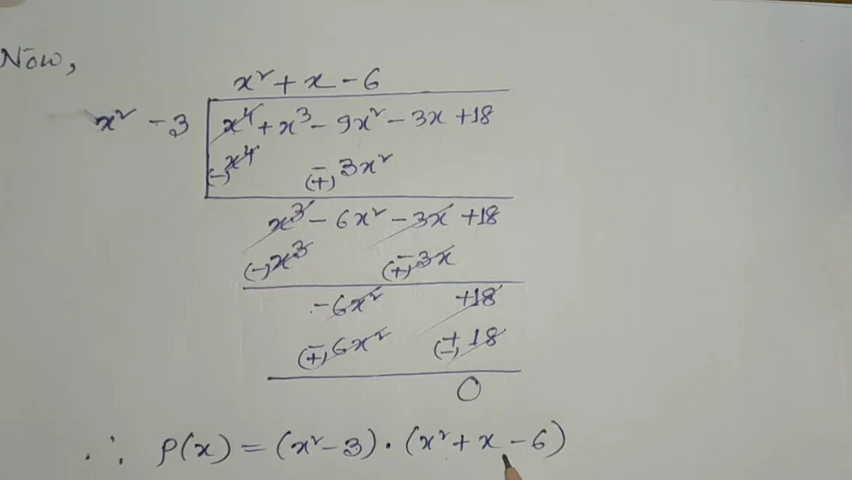 Now,
x² + x - 6
x² - 3 x⁴ + x³ - 9x² - 3x + 18
(-) x⁴ (+) - 3x²
x³ - 6x² - 3x + 18
(-) x³ (+) - 3x
- 6x² + 18
(+) - 6x² (-) + 18
0
∴ P(x) = (x² - 3) · (x² + x - 6)